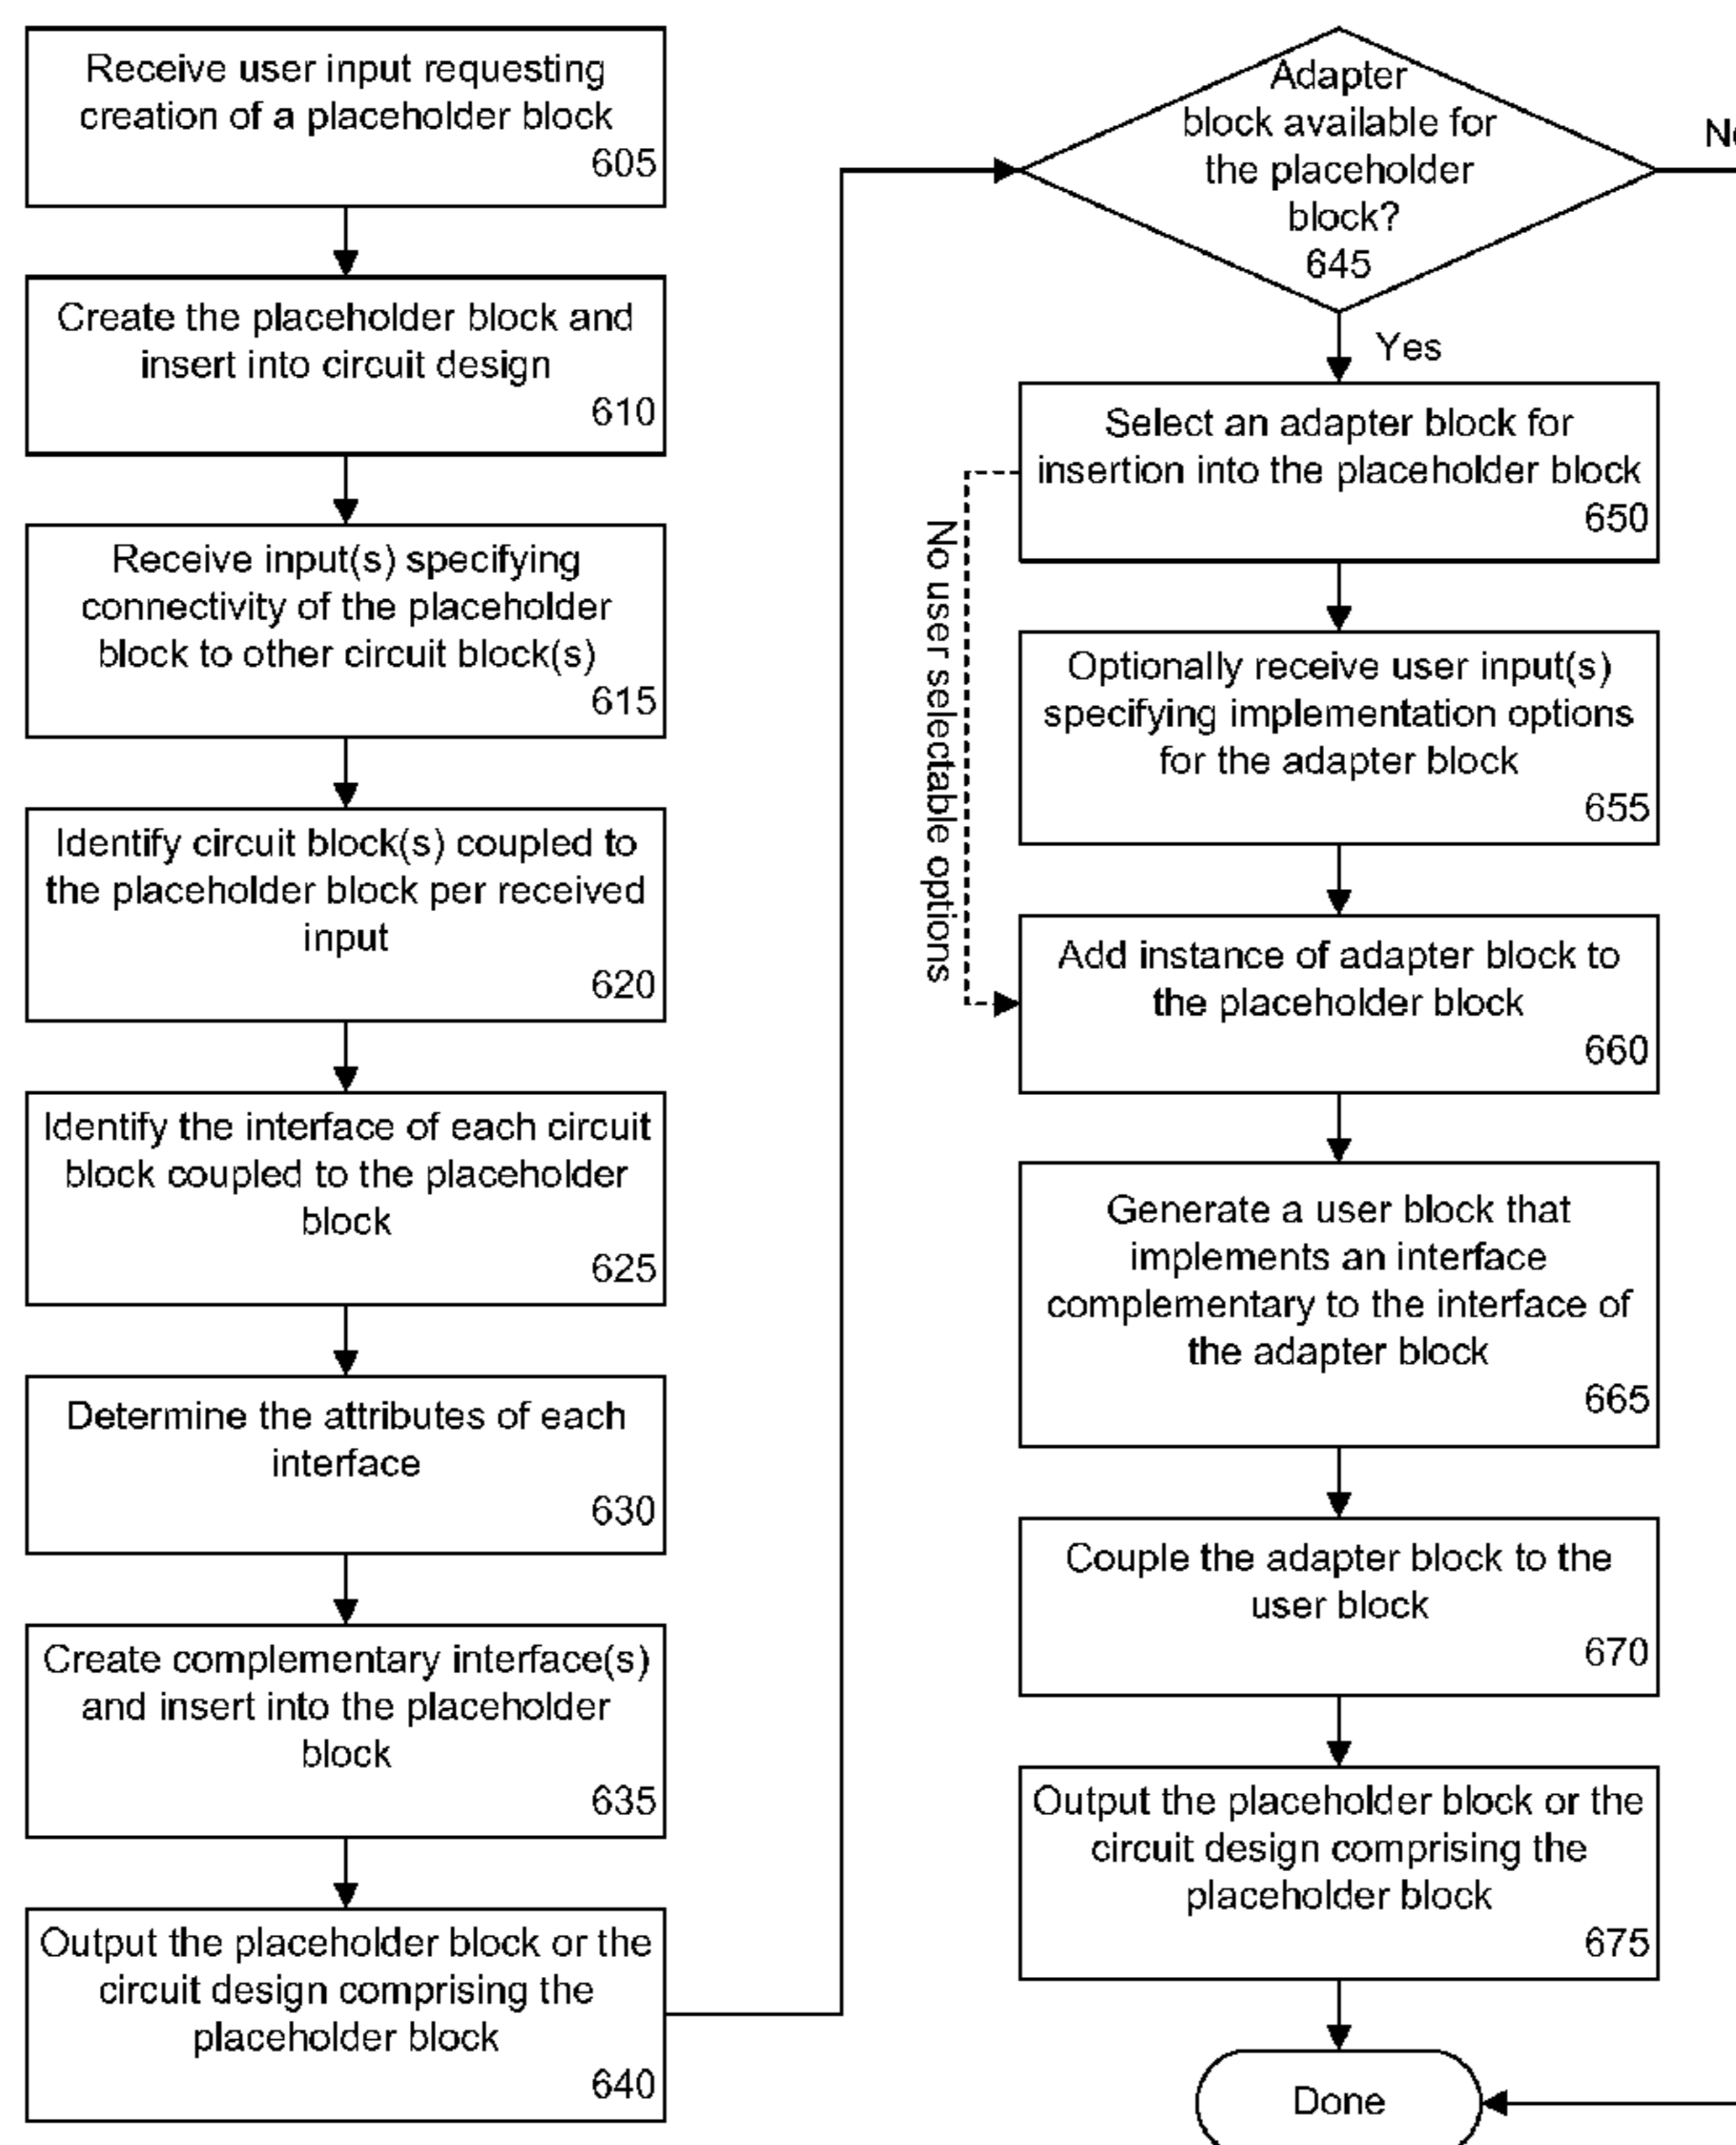 Receive user input requesting
creation of a placeholder block
605
Create the placeholder block and
insert into circuit design
610
Receive input(s) specifying
connectivity of the placeholder
block to other circuit block(s)
615
Identify circuit block(s) coupled to
the placeholder block per received
input
620
Identify the interface of each circuit
block coupled to the placeholder
block
625
Determine the attributes of each
interface
630
Create complementary interface(s)
and insert into the placeholder
block
635
Output the placeholder block or the
circuit design comprising the
placeholder block
640
Adapter
block available for
the placeholder
block?
645
No
Yes
Select an adapter block for
insertion into the placeholder block
650
No user selectable options
Optionally receive user input(s)
specifying implementation options
for the adapter block
655
Add instance of adapter block to
the placeholder block
660
Generate a user block that
implements an interface
complementary to the interface of
the adapter block
665
Couple the adapter block to the
user block
670
Output the placeholder block or the
circuit design comprising the
placeholder block
675
Done